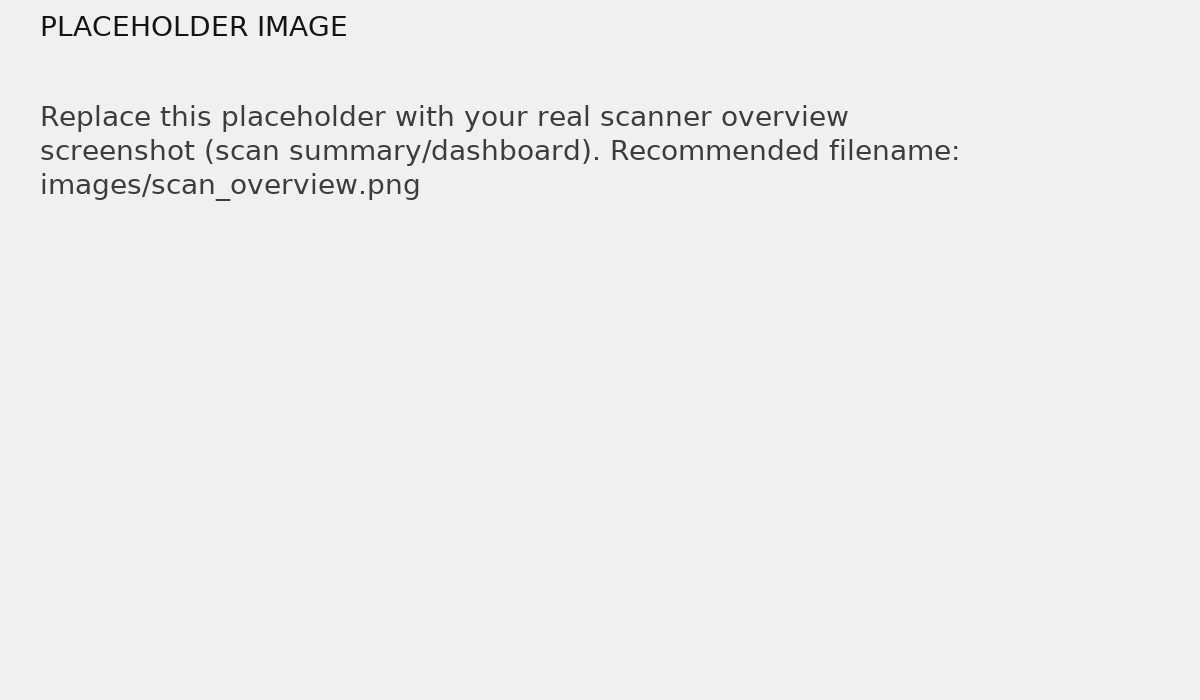 PLACEHOLDER IMAGE
Replace this placeholder with your real scanner overview
screenshot (scan summary/dashboard). Recommended filename:
images/scan_overview.png